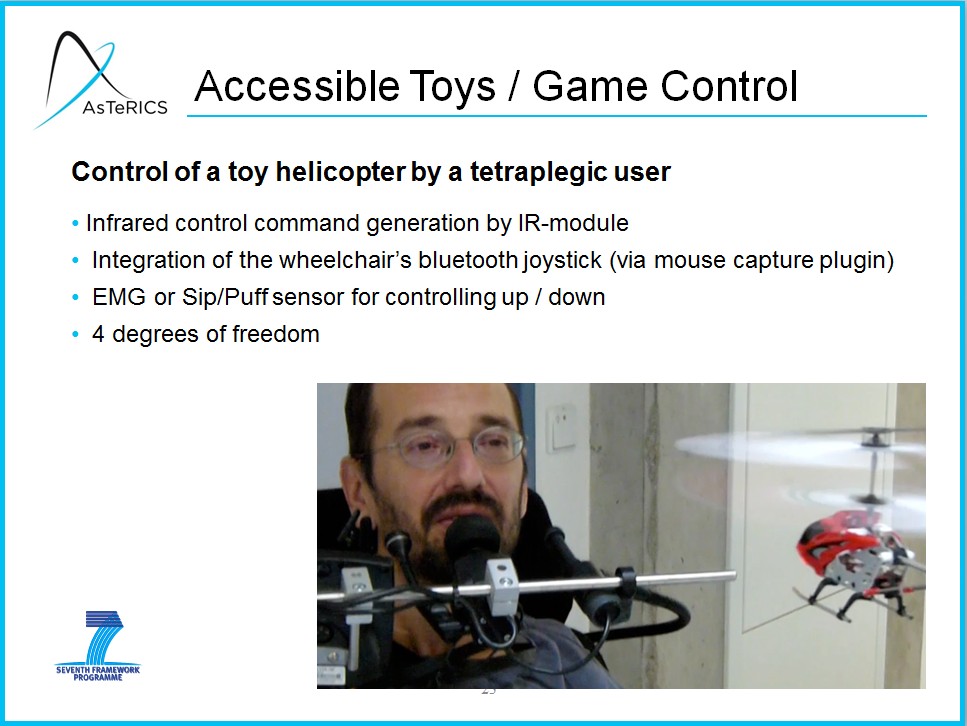 AsTeRICS
Accessible Toys / Game Control
Control of a toy helicopter by a tetraplegic user
• Infrared control command generation by IR-module
• Integration of the wheelchair's bluetooth joystick (via mouse capture plugin)
• EMG or Sip/Puff sensor for controlling up / down
• 4 degrees of freedom
7
SEVENTH FRAMEWORK
PROGRAMME